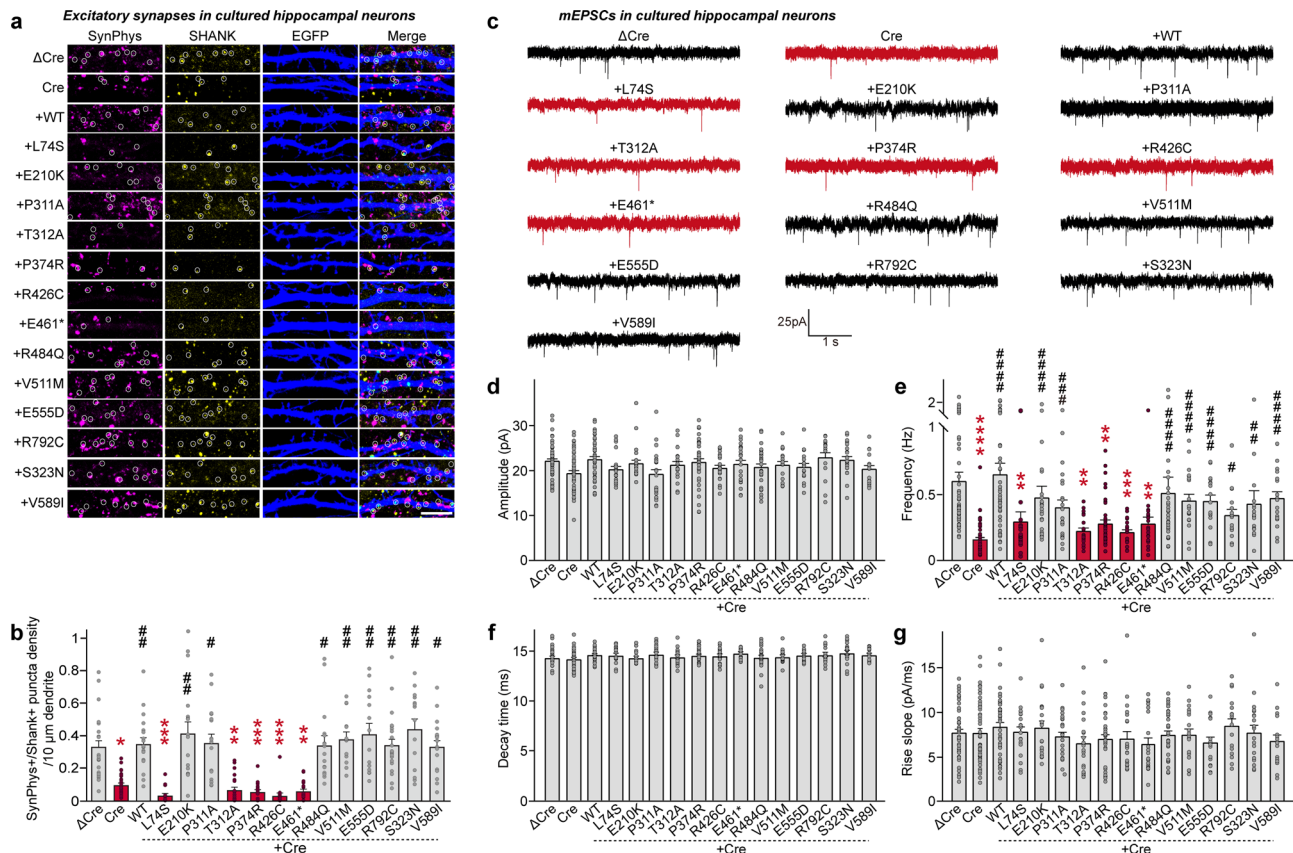 a
Excitatory synapses in cultured hippocampal neurons
SynPhys SHANK EGFP Merge
ΔCre
Cre
+WT
+L74S
+E210K
+P311A
+T312A
+P374R
+R426C
+E461*
+R484Q
+V511M
+E555D
+R792C
+S323N
+V589I
b
SynPhys+/Shank+ puncta density
/10 µm dendrite
1
0.8
0.6
0.4
0.2
0
* ## *** ## # ** *** *** ** # ## ## ## ## #
ΔCre Cre WT L74S E210K P311A T312A P374R R426C E461* R484Q V511M E555D R792C S323N V589I
+Cre
c
mEPSCs in cultured hippocampal neurons
ΔCre Cre +WT
+L74S +E210K +P311A
+T312A +P374R +R426C
+E461* +R484Q +V511M
+E555D +R792C +S323N
+V589I
25pA
1 s
d
Amplitude (pA)
30
20
10
0
ΔCre Cre WT L74S E210K P311A T312A P374R R426C E461* R484Q V511M E555D R792C S323N V589I
+Cre
e
Frequency (Hz)
2
1
0.5
0
**** #### ** #### ### ** ** *** ** #### #### #### # ## ####
ΔCre Cre WT L74S E210K P311A T312A P374R R426C E461* R484Q V511M E555D R792C S323N V589I
+Cre
f
Decay time (ms)
15
10
5
0
ΔCre Cre WT L74S E210K P311A T312A P374R R426C E461* R484Q V511M E555D R792C S323N V589I
+Cre
g
Rise slope (pA/ms)
15
10
5
0
ΔCre Cre WT L74S E210K P311A T312A P374R R426C E461* R484Q V511M E555D R792C S323N V589I
+Cre